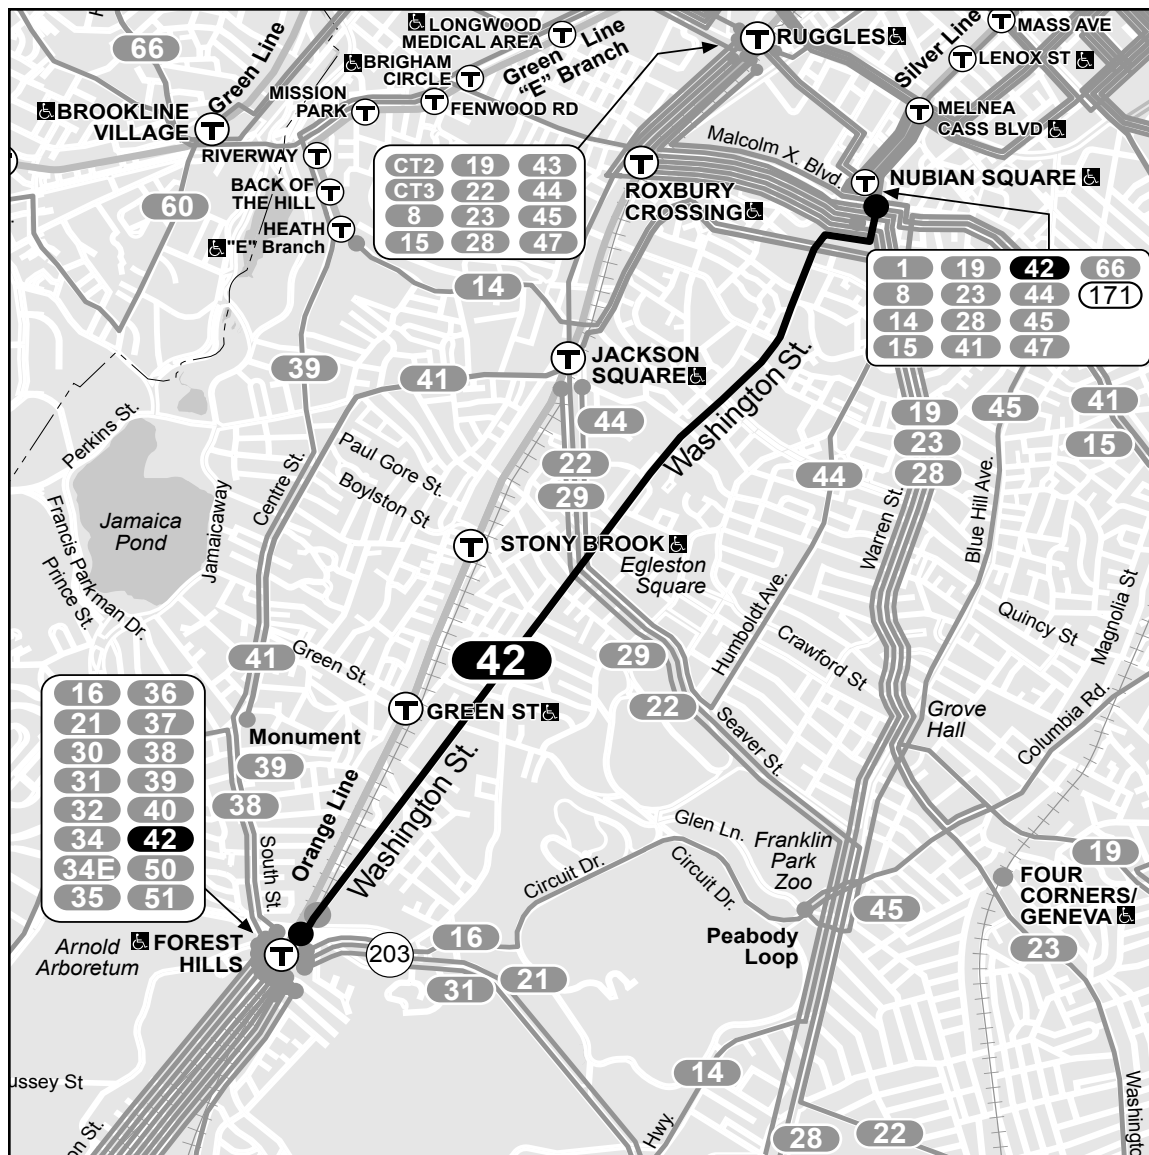 66
Green Line
LONGWOOD
MEDICAL AREA
Green Line
"E" Branch
RUGGLES
Silver Line
MASS AVE
LENOX ST
BRIGHAM
CIRCLE
MISSION
PARK
FENWOOD RD
BROOKLINE
VILLAGE
MELNEA
CASS BLVD
Malcolm X. Blvd.
RIVERWAY
BACK OF
THE HILL
HEATH
"E" Branch
60
CT2 19 43
CT3 22 44
8 23 45
15 28 47
ROXBURY
CROSSING
NUBIAN SQUARE
1 19 42 66
8 23 44 171
14 28 45
15 41 47
14
39
41
JACKSON
SQUARE
44
Washington St.
19
23
28
45
41
15
Perkins St.
Paul Gore St.
Boylston St
Centre St.
22
29
44
Warren St.
Blue Hill Ave.
Jamaica
Pond
Jamaicaway
Francis Parkman Dr.
Prince St.
STONY BROOK
Egleston
Square
Humboldt Ave.
Crawford St
Quincy St
Magnolia St
41
Green St.
42
29
22
Seaver St.
Grove
Hall
Columbia Rd.
GREEN ST
16 36
21 37
30 38
31 39
32 40
34 42
34E 50
35 51
Monument
39
38
South St.
Orange Line
Washington St.
Glen Ln.
Franklin
Park
Zoo
Circuit Dr.
Circuit Dr.
19
FOUR
CORNERS/
GENEVA
45
Arnold
Arboretum
FOREST
HILLS
203
16
31
21
Peabody
Loop
23
14
ussey St
on St.
Hwy.
28
22
Washingto